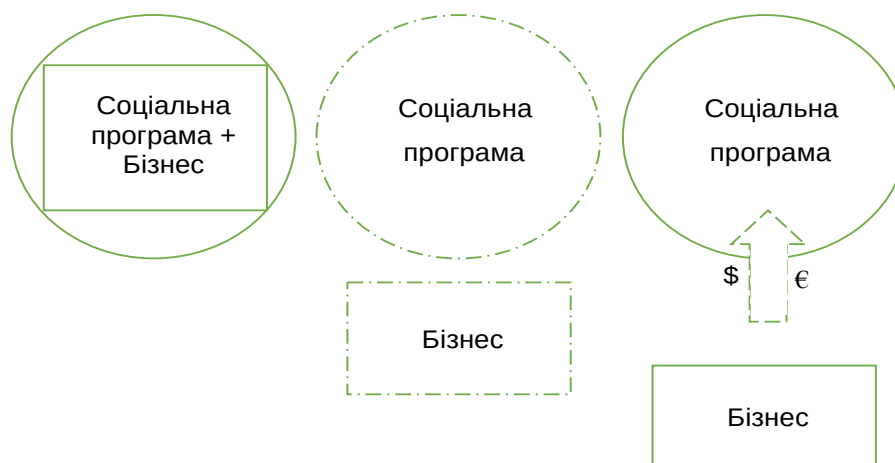 Соціальна
програма +
Бізнес
Соціальна
програма
Бізнес
Соціальна
програма
$ €
Бізнес